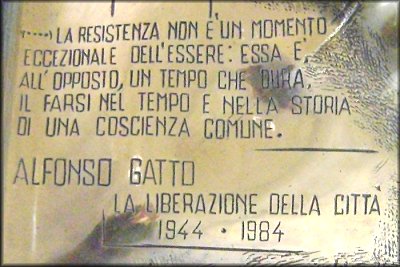 (....) LA RESISTENZA NON È UN MOMENTO
ECCEZIONALE DELL'ESSERE: ESSA È,
ALL'OPPOSTO, UN TEMPO CHE DURA,
IL FARSI NEL TEMPO E NELLA STORIA
DI UNA COSCIENZA COMUNE.
ALFONSO GATTO
LA LIBERAZIONE DELLA CITTÀ
1944 · 1984